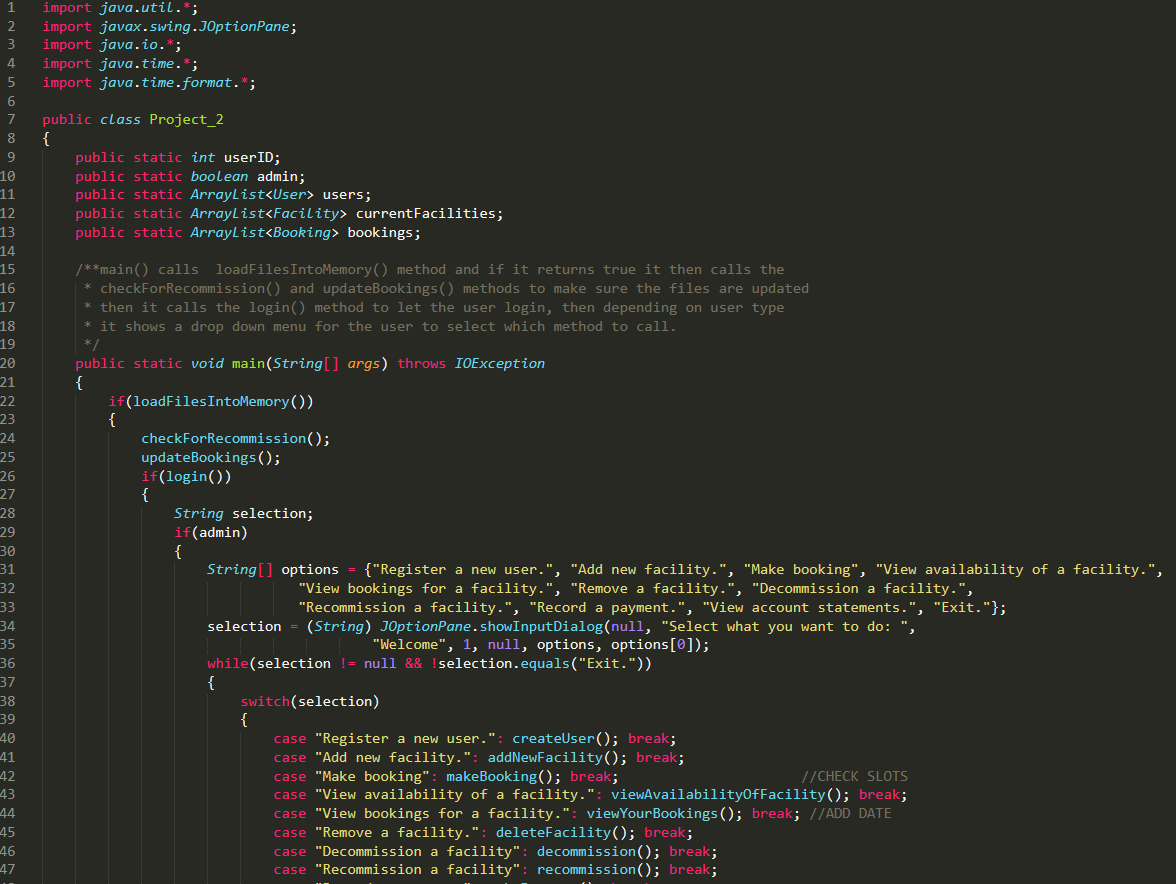 1 import java.util.*;
2 import javax.swing.JOptionPane;
3 import java.io.*;
4 import java.time.*;
5 import java.time.format.*;
6
7 public class Project_2
8 {
9 public static int userID;
10 public static boolean admin;
11 public static ArrayList<User> users;
12 public static ArrayList<Facility> currentFacilities;
13 public static ArrayList<Booking> bookings;
14
15 /**main() calls  loadFilesIntoMemory() method and if it returns true it then calls the
16 * checkForRecommission() and updateBookings() methods to make sure the files are updated
17 * then it calls the login() method to let the user login, then depending on user type
18 * it shows a drop down menu for the user to select which method to call.
19 */
20 public static void main(String[] args) throws IOException
21 {
22 if(loadFilesIntoMemory())
23 {
24 checkForRecommission();
25 updateBookings();
26 if(login())
27 {
28 String selection;
29 if(admin)
30 {
31 String[] options = {"Register a new user.", "Add new facility.", "Make booking", "View availability of a facility.",
32 "View bookings for a facility.", "Remove a facility.", "Decommission a facility.",
33 "Recommission a facility.", "Record a payment.", "View account statements.", "Exit."};
34 selection = (String) JOptionPane.showInputDialog(null, "Select what you want to do: ",
35 "Welcome", 1, null, options, options[0]);
36 while(selection != null && !selection.equals("Exit."))
37 {
38 switch(selection)
39 {
40 case "Register a new user.": createUser(); break;
41 case "Add new facility.": addNewFacility(); break;
42 case "Make booking": makeBooking(); break; //CHECK SLOTS
43 case "View availability of a facility.": viewAvailabilityOfFacility(); break;
44 case "View bookings for a facility.": viewYourBookings(); break; //ADD DATE
45 case "Remove a facility.": deleteFacility(); break;
46 case "Decommission a facility": decommission(); break;
47 case "Recommission a facility": recommission(); break;